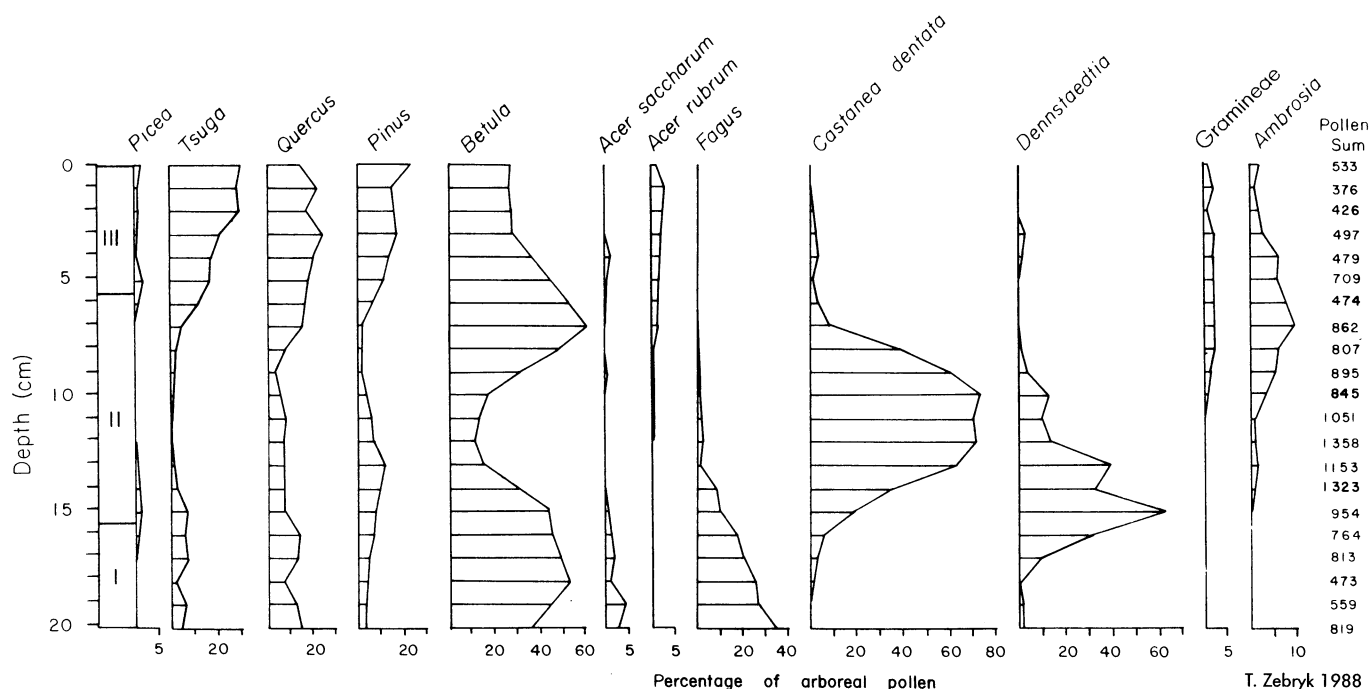 Picea
Tsuga
Quercus
Pinus
Betula
Acer saccharum
Acer rubrum
Fagus
Castanea dentata
Dennstaedtia
Gramineae
Ambrosia
Pollen
Sum
0
5
10
15
20
Depth (cm)
III
II
I
533
376
426
497
479
709
474
862
807
895
845
1051
1358
1153
1323
954
764
813
473
559
819
5 20 20 20 20 40 60 5 5 20 40 20 40 60 80 20 40 60 5 10
Percentage of arboreal pollen
T. Zebryk 1988